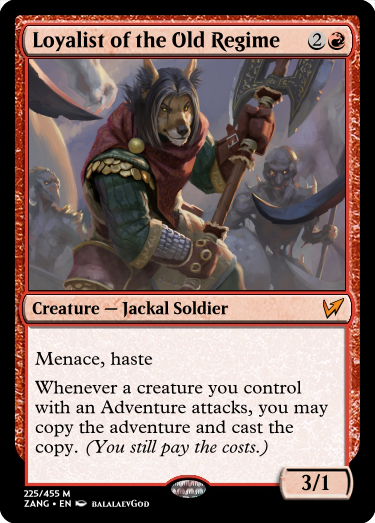 Loyalist of the Old Regime 2
Creature — Jackal Soldier
Menace, haste
Whenever a creature you control
with an Adventure attacks, you may
copy the adventure and cast the
copy. (You still pay the costs.)
3/1
225/455 M
ZANG • EN BALALAEVGOD